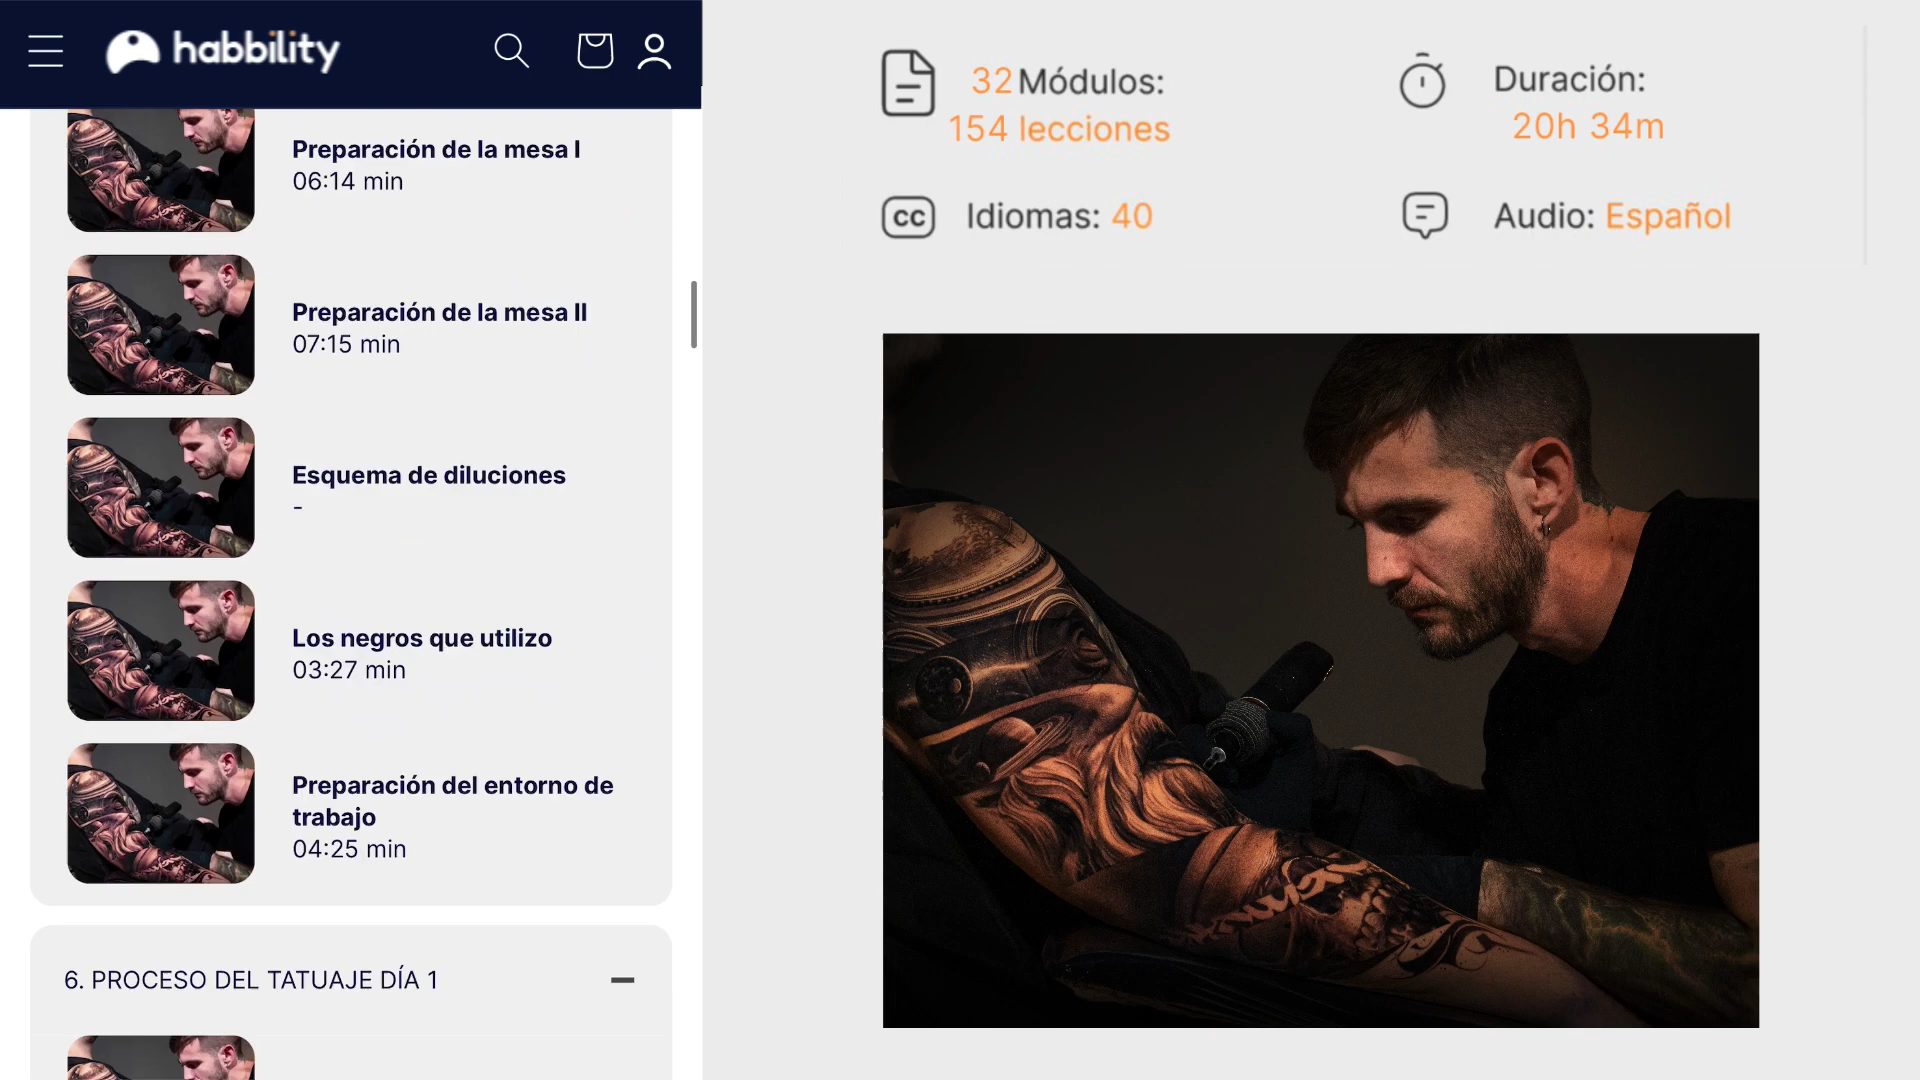 habbility
Preparación de la mesa I
06:14 min
Preparación de la mesa II
07:15 min
Esquema de diluciones
-
Los negros que utilizo
03:27 min
Preparación del entorno de
trabajo
04:25 min
6. PROCESO DEL TATUAJE DÍA 1
32 Módulos:
154 lecciones
Duración:
20h 34m
CC Idiomas: 40
Audio: Español